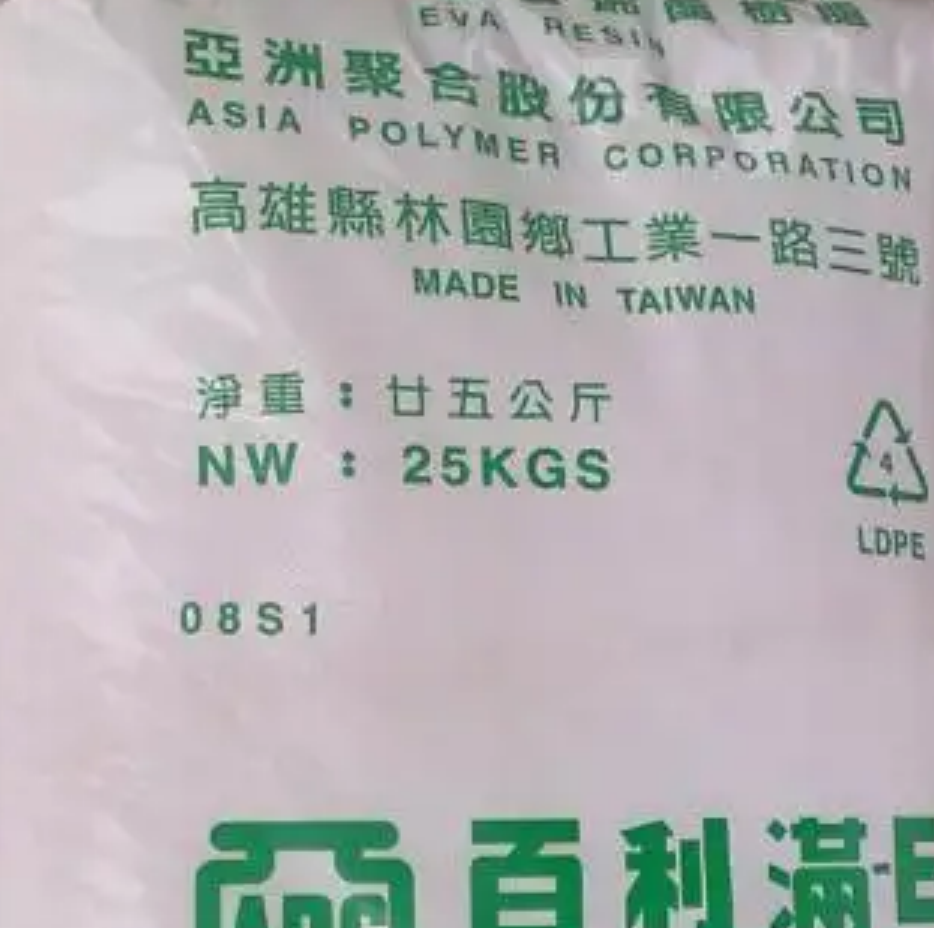 EVA RESIN
亞洲聚合股份有限公司
ASIA POLYMER CORPORATION
高雄縣林園鄉工業一路三號
MADE IN TAIWAN
淨重：廿五公斤
NW : 25KGS
4
LDPE
08S1
百利滿